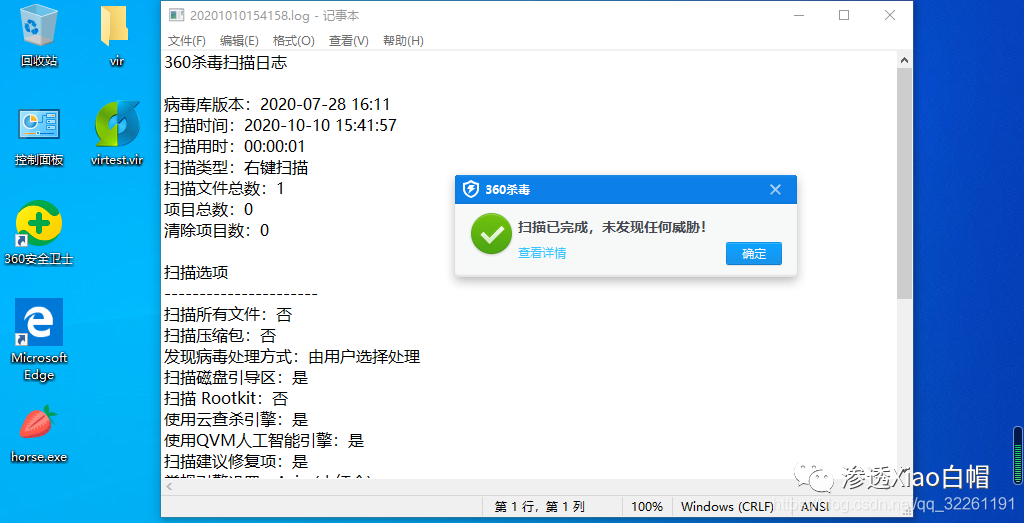 回收站
vir
控制面板
virtest.vir
360安全卫士
Microsoft
Edge
horse.exe
20201010154158.log - 记事本
文件(F) 编辑(E) 格式(O) 查看(V) 帮助(H)
360杀毒扫描日志
病毒库版本：2020-07-28 16:11
扫描时间：2020-10-10 15:41:57
扫描用时：00:00:01
扫描类型：右键扫描
扫描文件总数：1
项目总数：0
清除项目数：0
扫描选项
----------------------
扫描所有文件：否
扫描压缩包：否
发现病毒处理方式：由用户选择处理
扫描磁盘引导区：是
扫描 Rootkit：否
使用云查杀引擎：是
使用QVM人工智能引擎：是
扫描建议修复项：是
360杀毒
扫描已完成，未发现任何威胁！
查看详情
确定
第 1 行，第 1 列 100% Windows (CRLF) ANSI
渗透Xiao白帽
https://blog.csdn.net/qq_32261191